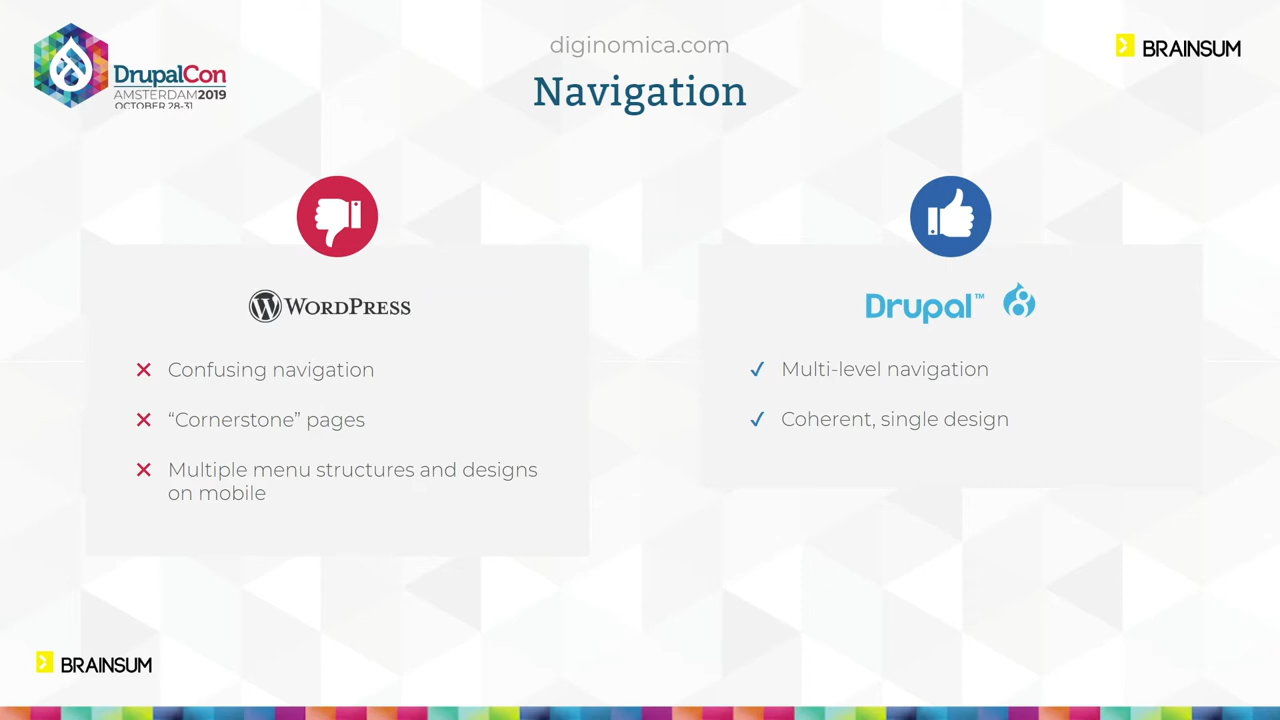 diginomica.com
Navigation
DrupalCon
AMSTERDAM2019
OCTOBER 28-31
BRAINSUM
WORDPRESS
Confusing navigation
“Cornerstone” pages
Multiple menu structures and designs
on mobile
Drupal™
Multi-level navigation
Coherent, single design
BRAINSUM